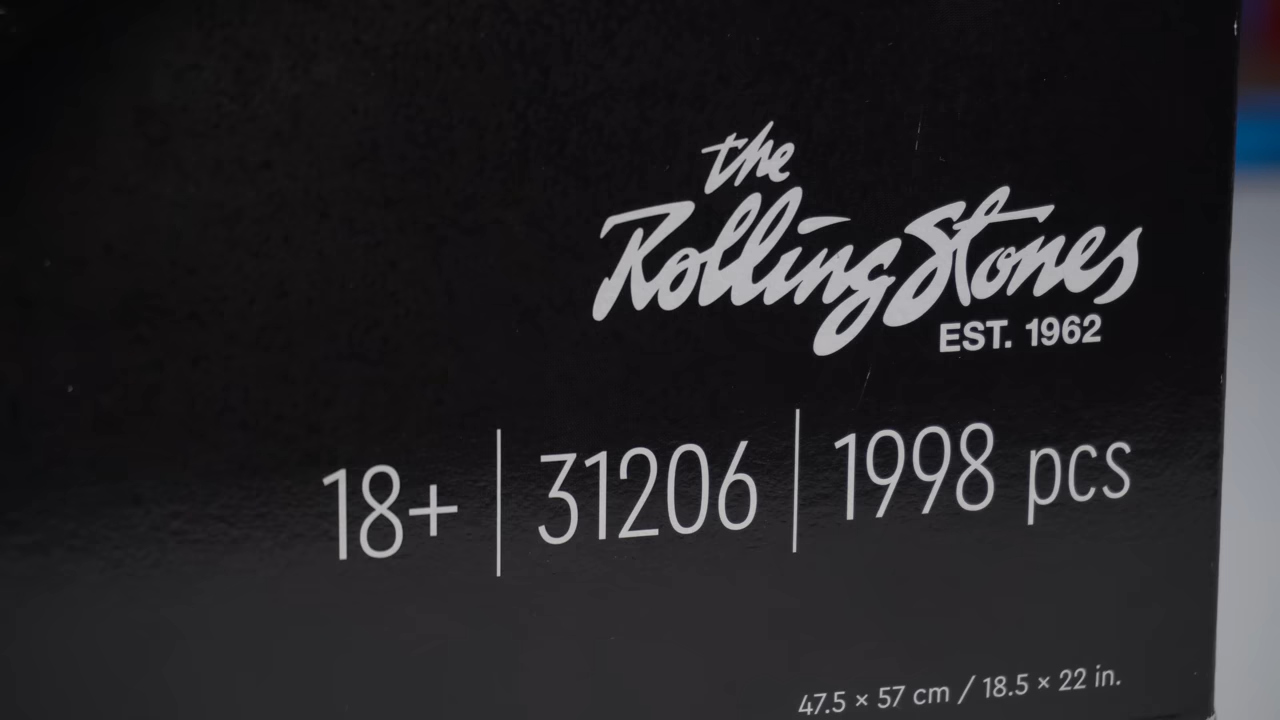 the
Rolling Stones
EST. 1962
18+ | 31206 | 1998 pcs
47.5 × 57 cm / 18.5 × 22 in.